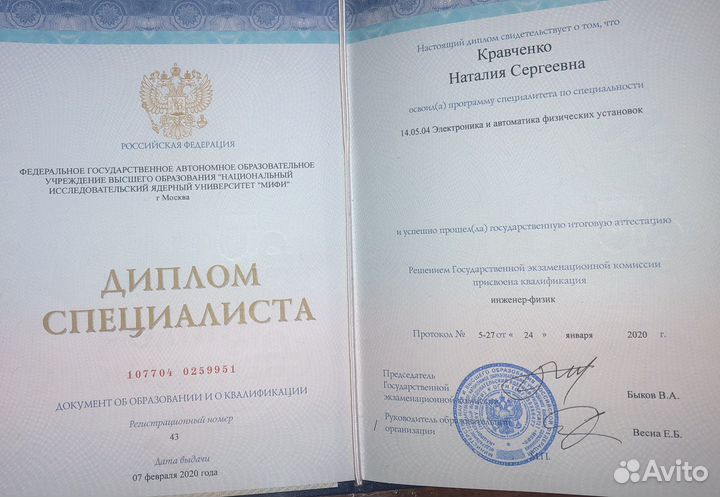 РОССИЙСКАЯ ФЕДЕРАЦИЯ
ФЕДЕРАЛЬНОЕ ГОСУДАРСТВЕННОЕ АВТОНОМНОЕ ОБРАЗОВАТЕЛЬНОЕ
УЧРЕЖДЕНИЕ ВЫСШЕГО ОБРАЗОВАНИЯ "НАЦИОНАЛЬНЫЙ
ИССЛЕДОВАТЕЛЬСКИЙ ЯДЕРНЫЙ УНИВЕРСИТЕТ "МИФИ"
г Москва
ДИПЛОМ
СПЕЦИАЛИСТА
107704 0259951
ДОКУМЕНТ ОБ ОБРАЗОВАНИИ И О КВАЛИФИКАЦИИ
Регистрационный номер
43
Дата выдачи
07 февраля 2020 года
Настоящий диплом свидетельствует о том, что
Кравченко
Наталия Сергеевна
освоил(а) программу специалитета по специальности
14.05.04 Электроника и автоматика физических установок
и успешно прошел(ла) государственную итоговую аттестацию
Решением Государственной экзаменационной комиссии
присвоена квалификация
инженер-физик
Протокол № 5-27 от « 24 » января 2020 г.
Председатель
Государственной
экзаменационной комиссии
Быков В.А.
Руководитель образовательной
организации
Весна Е.Б.
М.П.
Avito